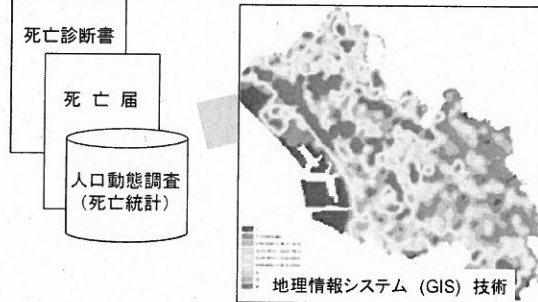 死亡診断書
死 亡 届
人口動態調査
(死亡統計)
地理情報システム (GIS) 技術